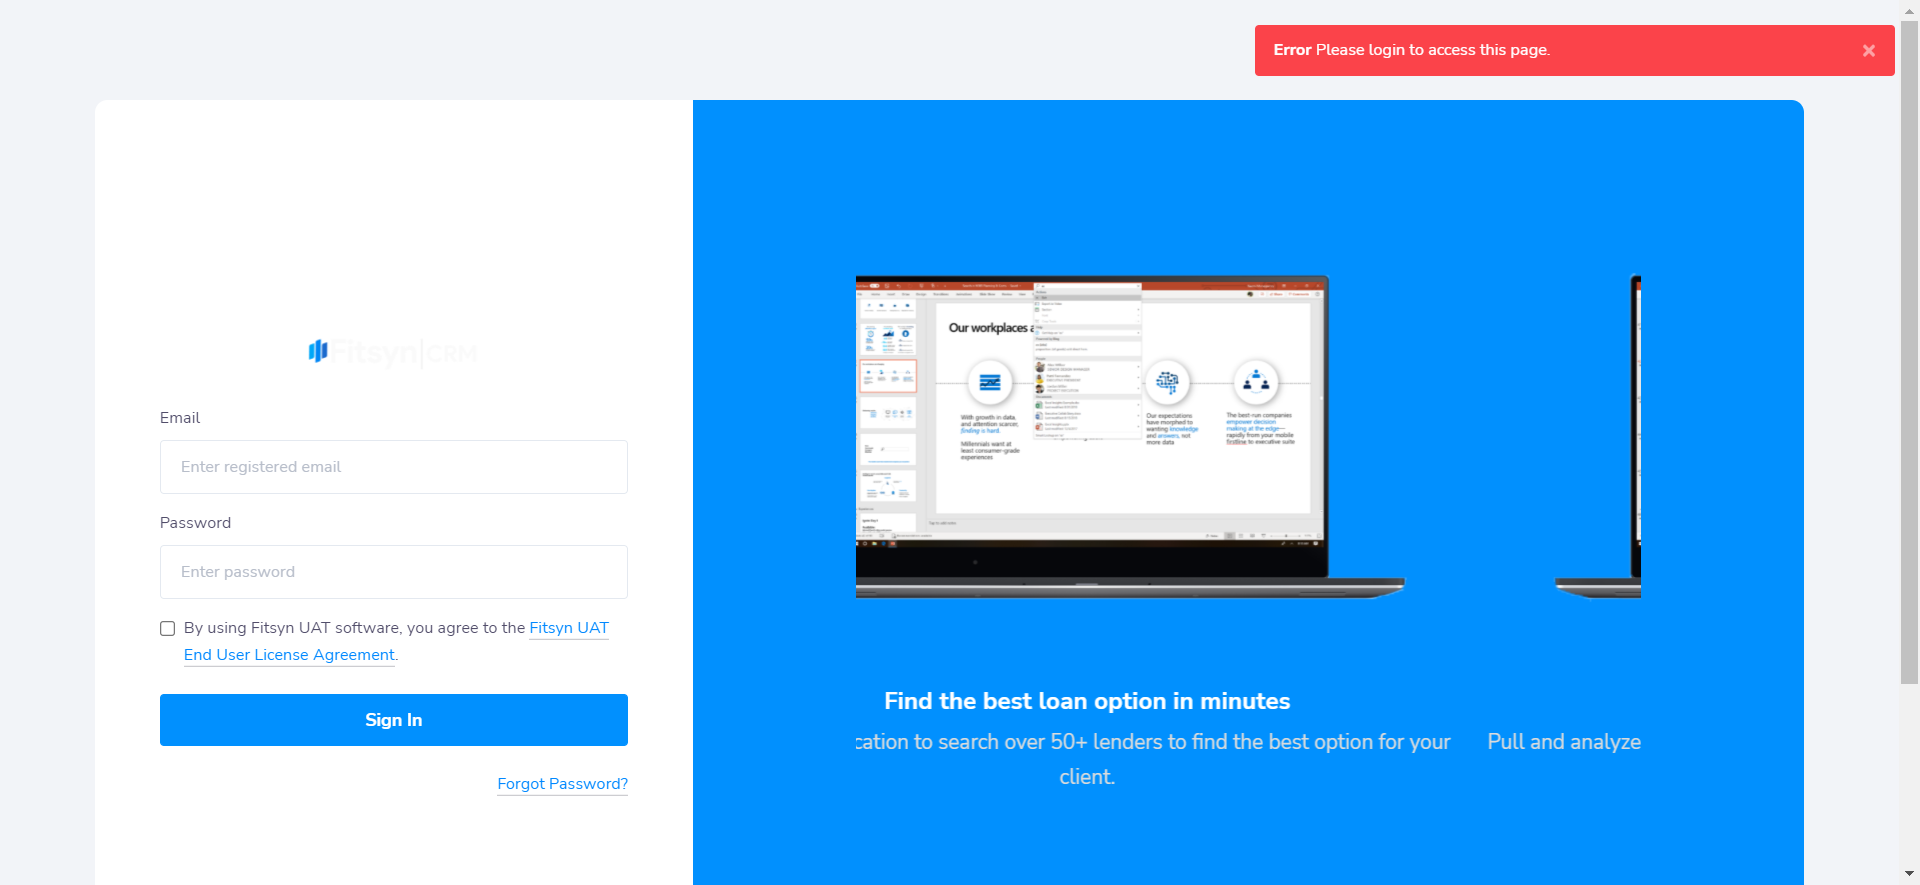 Error Please login to access this page.
Fitsyn|CRM
Email
Enter registered email
Password
Enter password
By using Fitsyn UAT software, you agree to the Fitsyn UAT
End User License Agreement.
Sign In
Forgot Password?
Our workplaces a
With growth in data,
and attention scarcer,
finding is hard.
Millennials want at
least consumer-grade
experiences
Our expectations
have morphed to
wanting knowledge
and answers, not
more data
The best-run companies
empower decision
making at the edge—
rapidly from your mobile
firstline to executive suite
Find the best loan option in minutes
cation to search over 50+ lenders to find the best option for your
client.
Pull and analyze